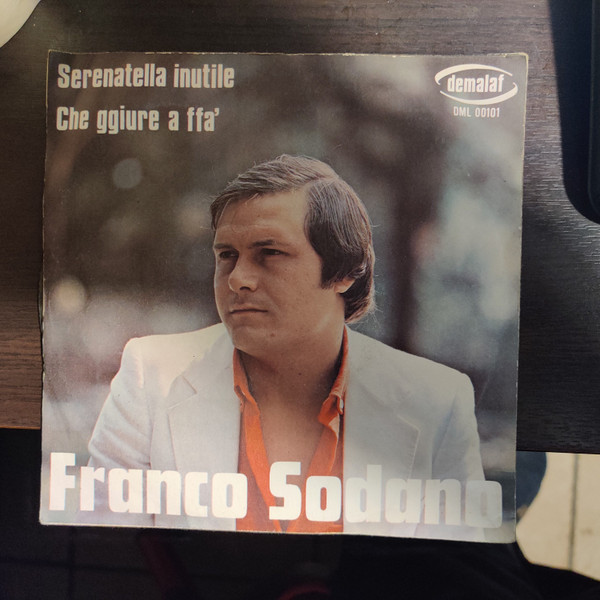 Serenatella inutile
Che ggiure a ffa'
demalaf
DML 00101
Franco Sodano